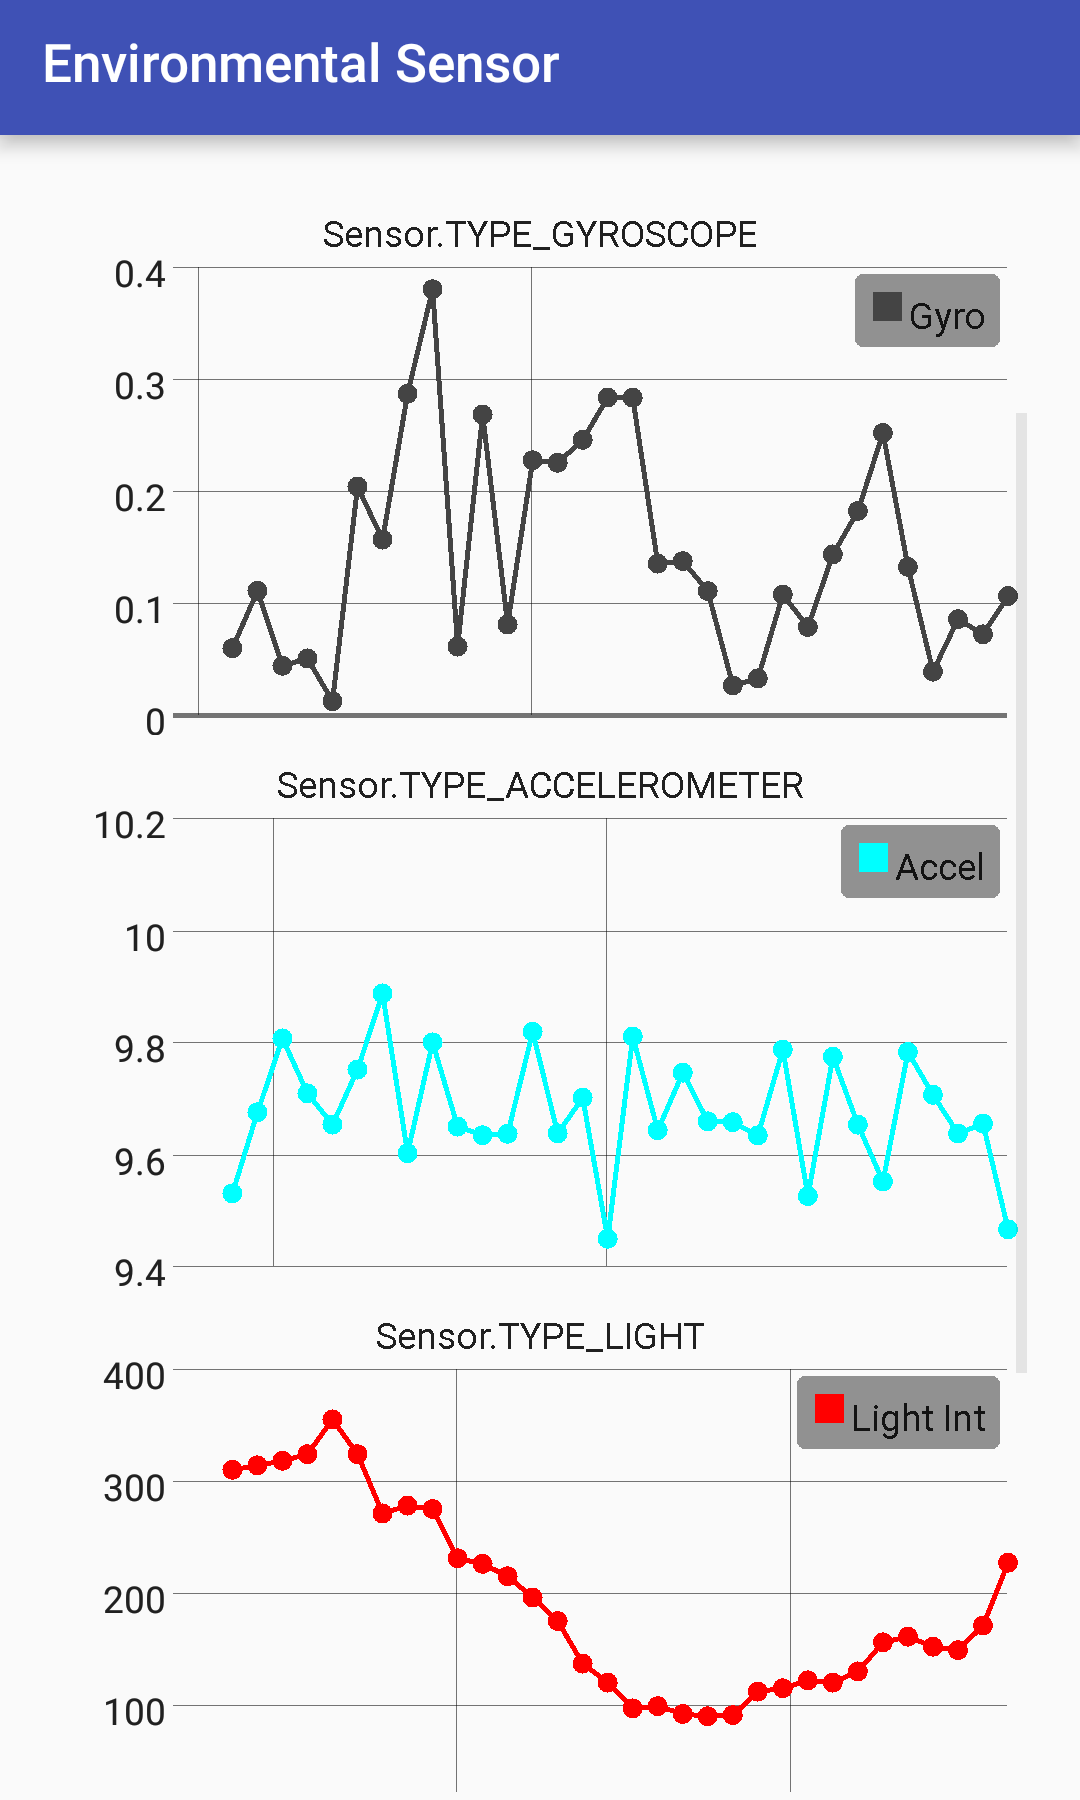 Environmental Sensor
Sensor.TYPE_GYROSCOPE
0.4
Gyro
0.3
0.2
0.1
0
Sensor.TYPE_ACCELEROMETER
10.2
Accel
10
9.8
9.6
9.4
Sensor.TYPE_LIGHT
400
Light Int
300
200
100